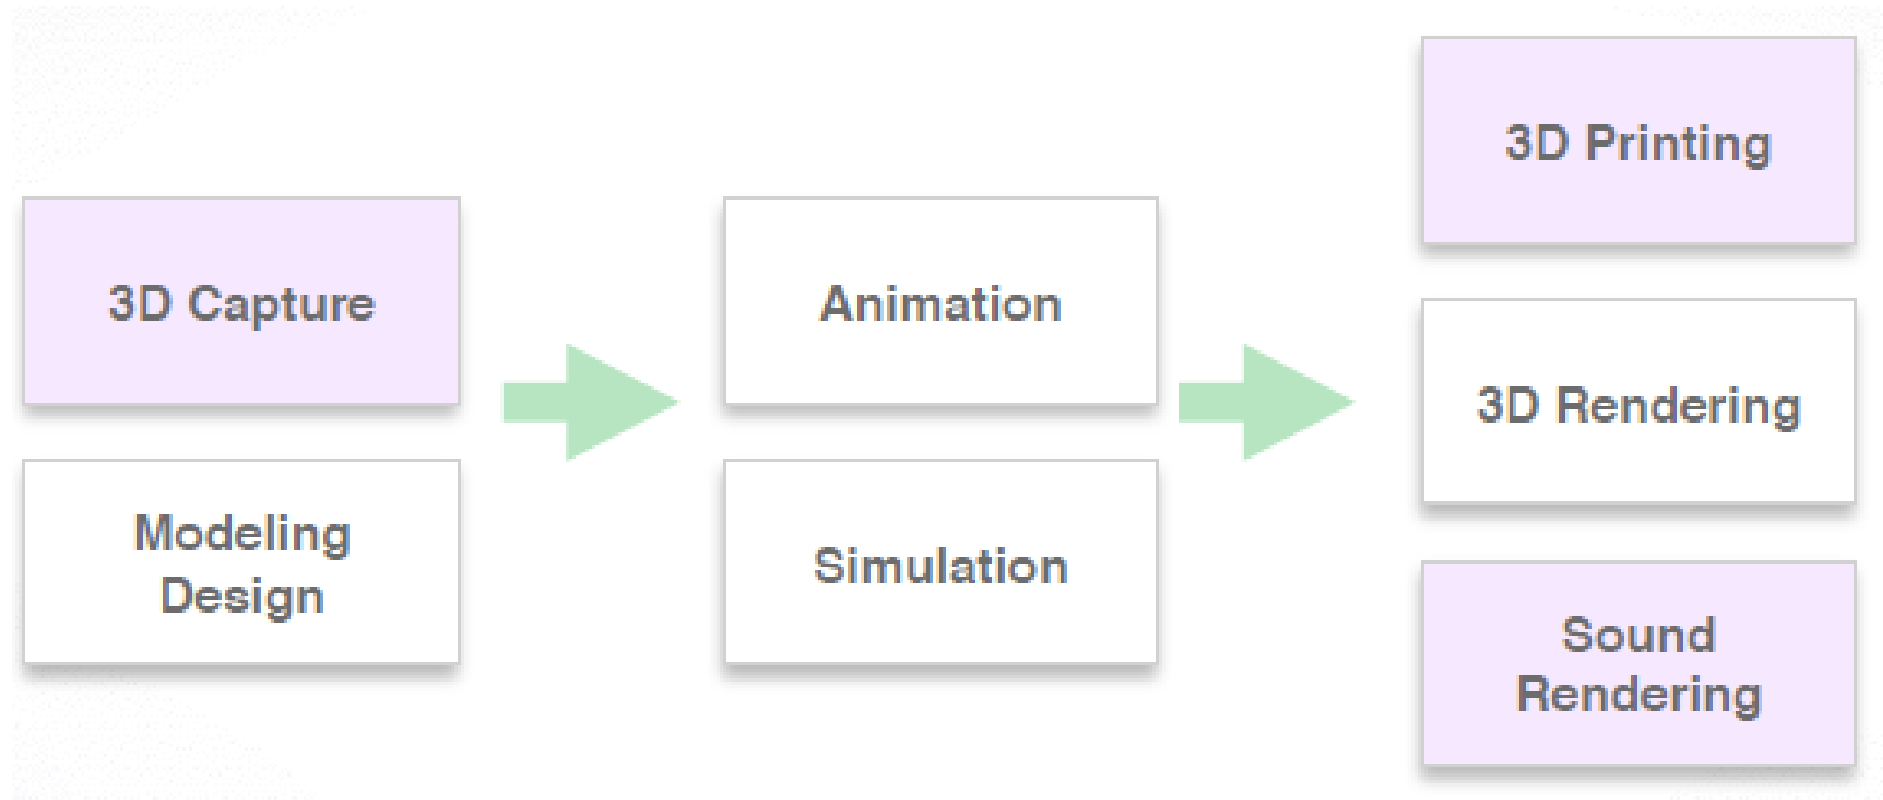 3D Capture
Modeling
Design
Animation
Simulation
3D Printing
3D Rendering
Sound
Rendering